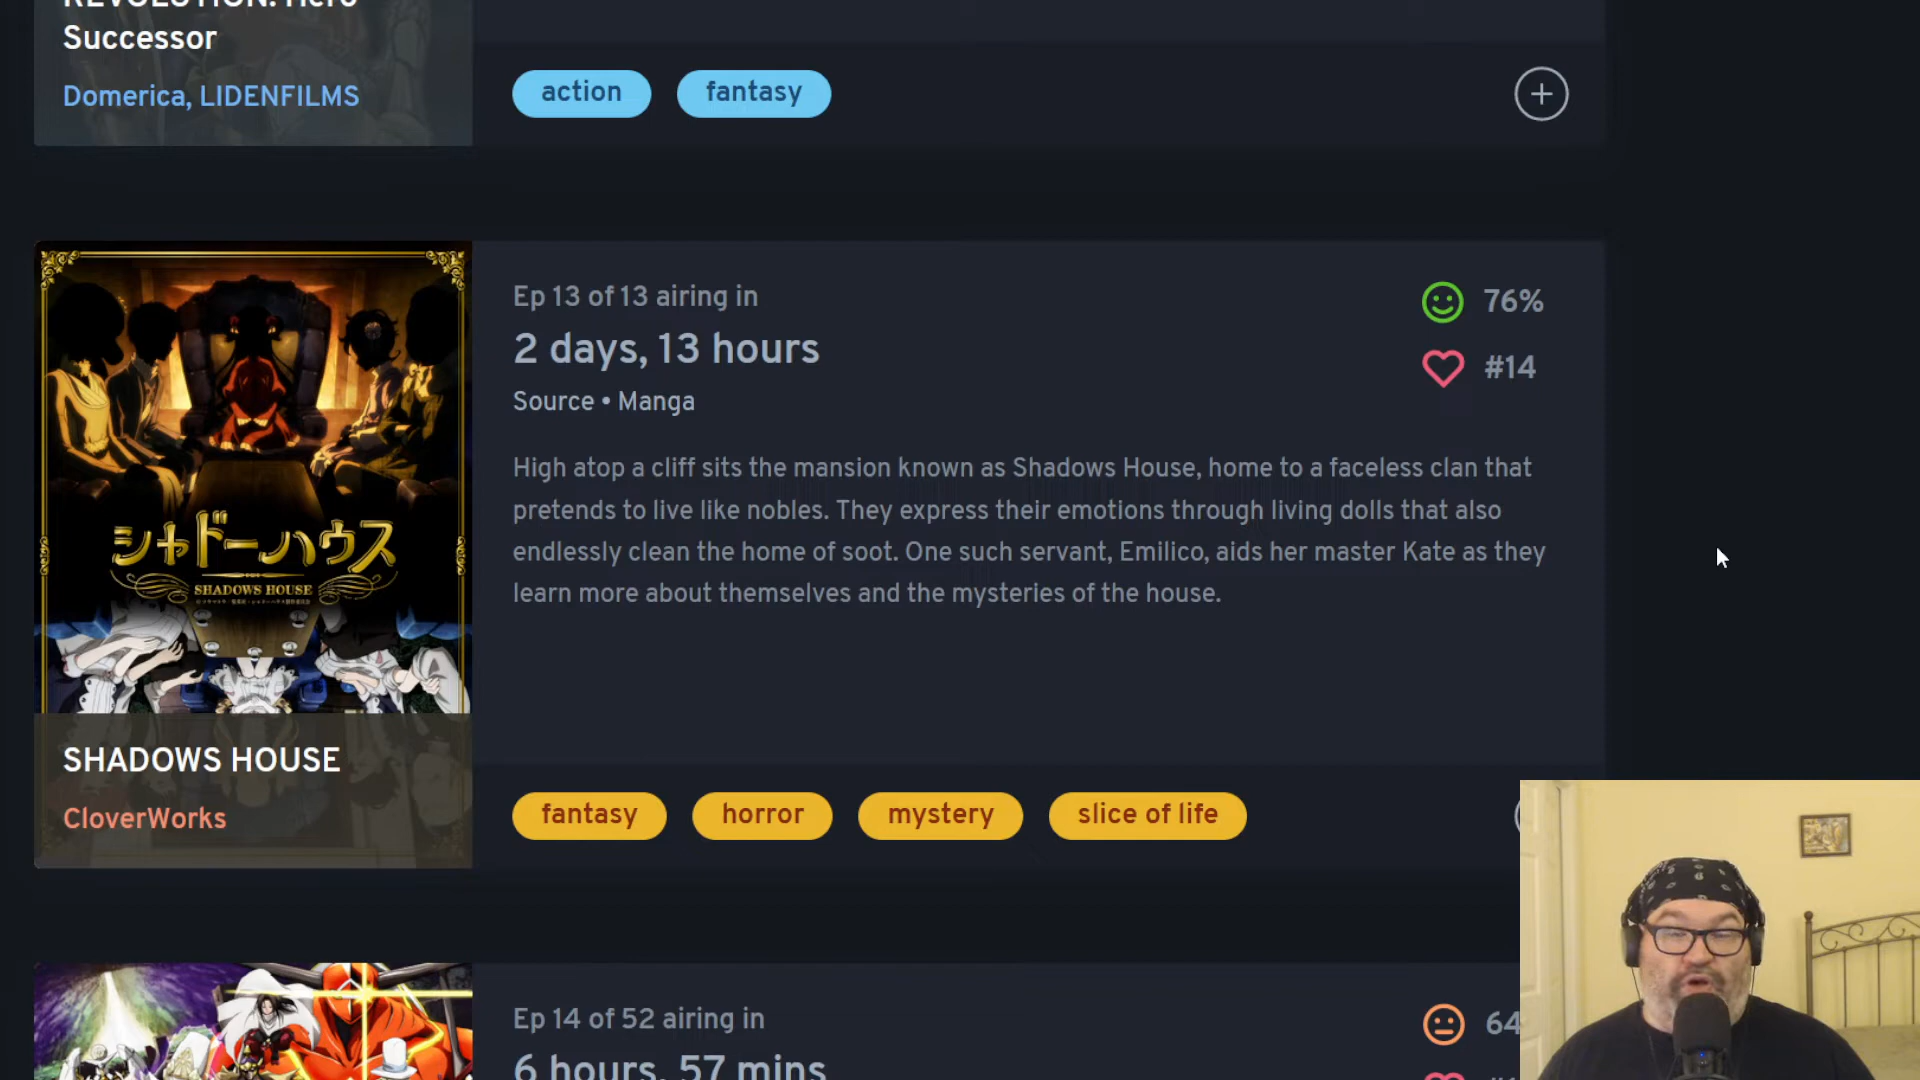 REVOLUTION: Hero
Successor
Domerica, LIDENFILMS
action
fantasy
Ep 13 of 13 airing in
2 days, 13 hours
Source • Manga
76%
#14
High atop a cliff sits the mansion known as Shadows House, home to a faceless clan that
pretends to live like nobles. They express their emotions through living dolls that also
endlessly clean the home of soot. One such servant, Emilico, aids her master Kate as they
learn more about themselves and the mysteries of the house.
シャドーハウス
SHADOWS HOUSE
SHADOWS HOUSE
CloverWorks
fantasy
horror
mystery
slice of life
Ep 14 of 52 airing in
6 hours, 57 mins
64